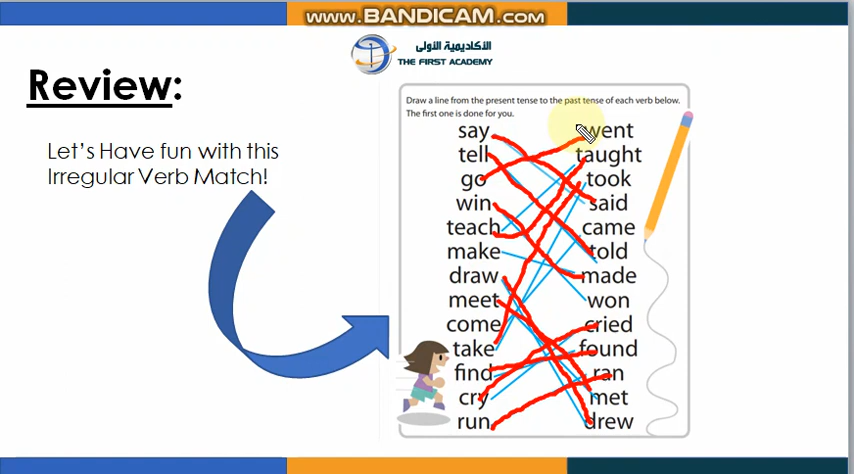 www.BANDICAM.com
الأكاديمية الأولى
THE FIRST ACADEMY
Review:
Let's Have fun with this
Irregular Verb Match!
Draw a line from the present tense to the past tense of each verb below.
The first one is done for you.
say went
tell taught
go took
win said
teach came
make told
draw made
meet won
come cried
take found
find ran
cry met
run drew